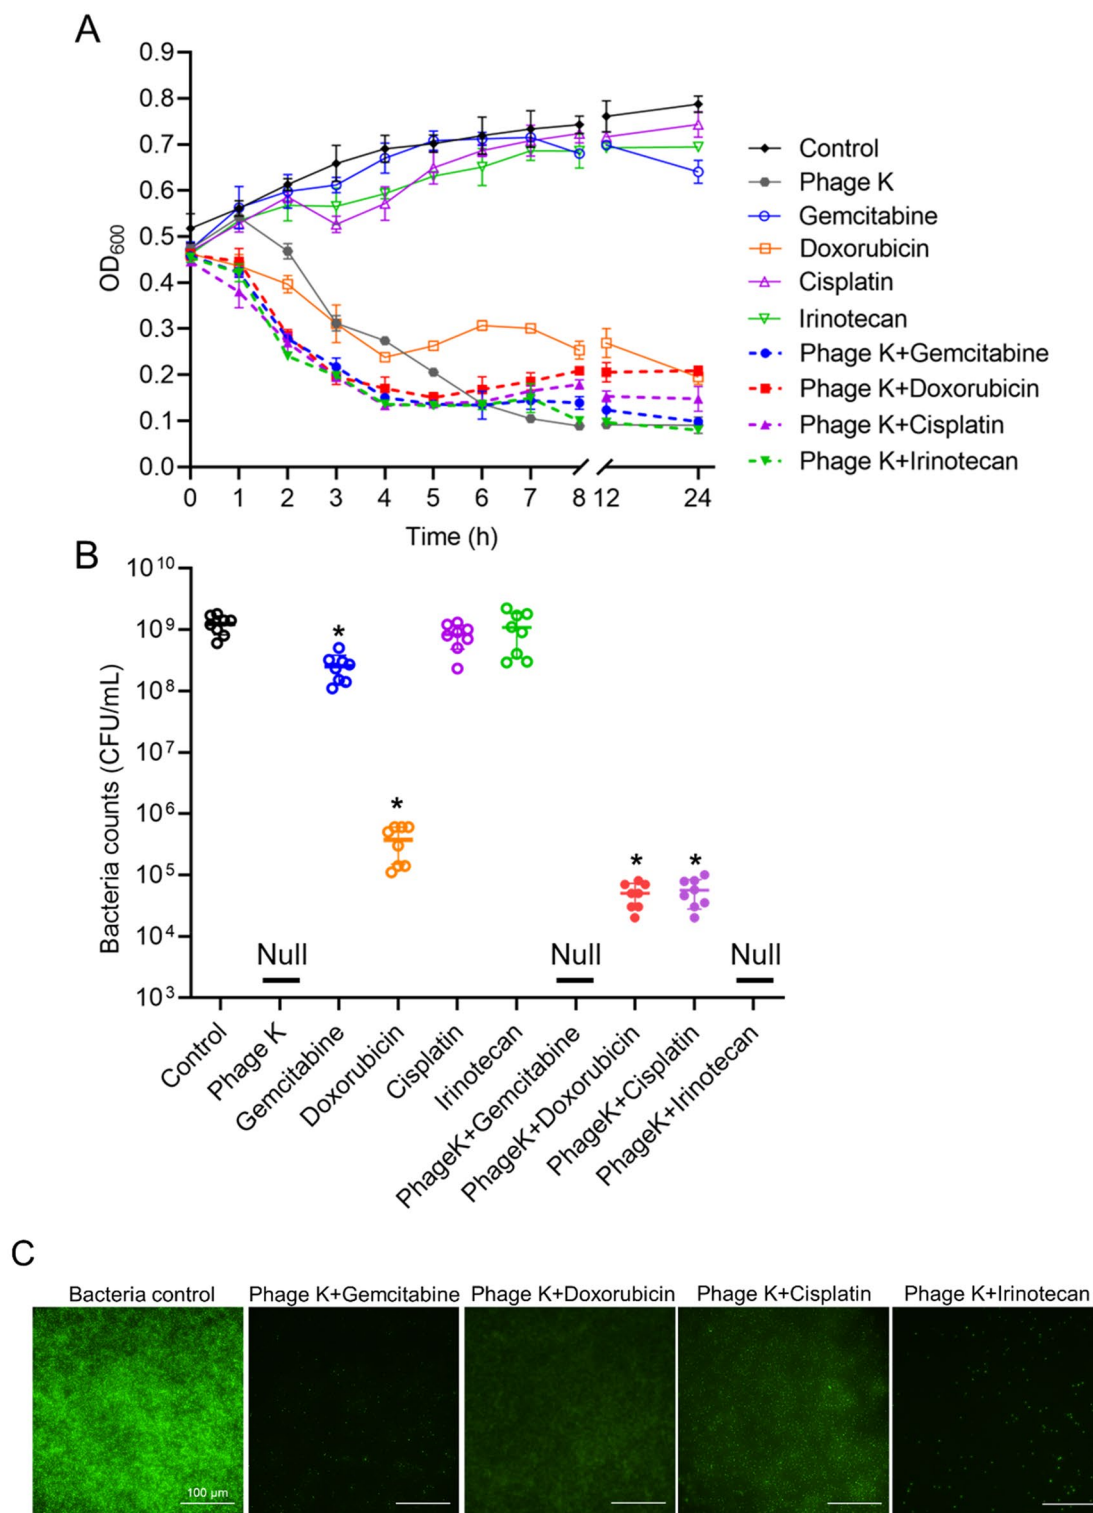 A
0.9
0.8
0.7
0.6
0.5
0.4
0.3
0.2
0.1
0.0
OD600
0 1 2 3 4 5 6 7 8 12 24
Time (h)
Control
Phage K
Gemcitabine
Doxorubicin
Cisplatin
Irinotecan
Phage K+Gemcitabine
Phage K+Doxorubicin
Phage K+Cisplatin
Phage K+Irinotecan
B
10^10
10^9
10^8
10^7
10^6
10^5
10^4
10^3
Bacteria counts (CFU/mL)
*
*
* *
Null Null Null
Control
Phage K
Gemcitabine
Doxorubicin
Cisplatin
Irinotecan
PhageK+Gemcitabine
PhageK+Doxorubicin
PhageK+Cisplatin
PhageK+Irinotecan
C
Bacteria control Phage K+Gemcitabine Phage K+Doxorubicin Phage K+Cisplatin Phage K+Irinotecan
100 μm